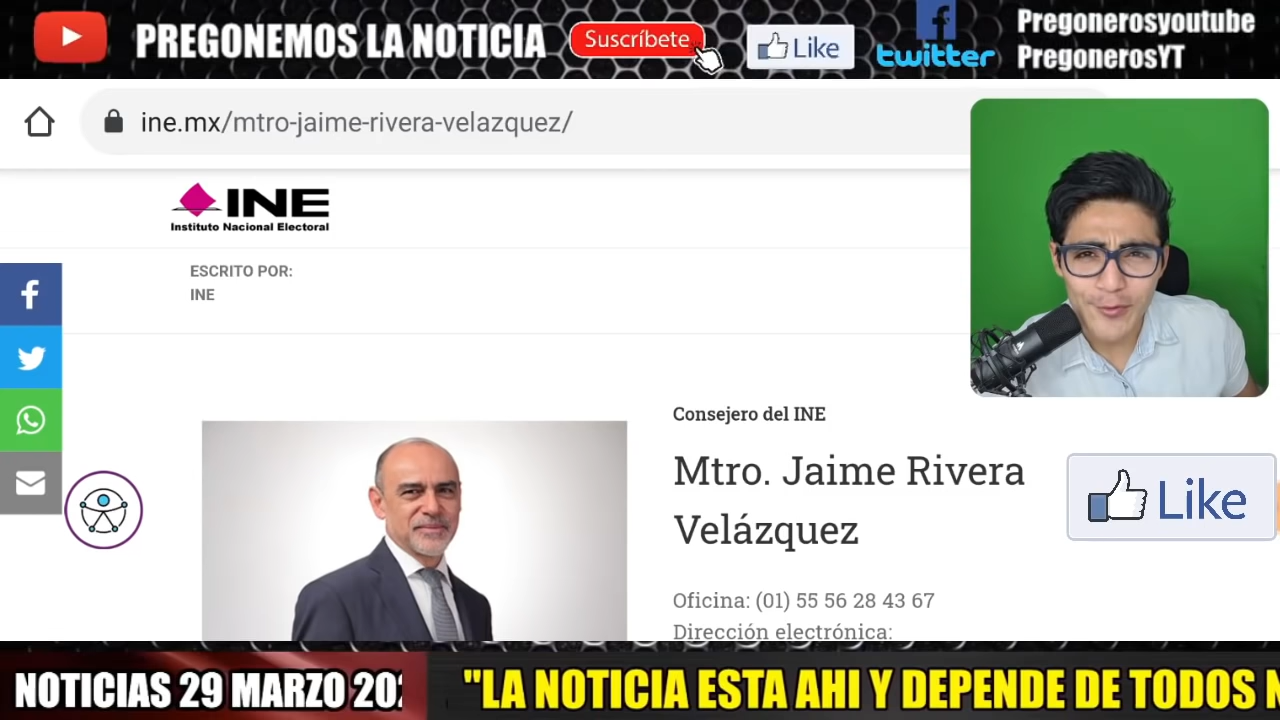 PREGONEMOS LA NOTICIA
Suscríbete
Like
twitter
Pregonerosyoutube
PregonerosYT
ine.mx/mtro-jaime-rivera-velazquez/
INE
Instituto Nacional Electoral
ESCRITO POR:
INE
Consejero del INE
Mtro. Jaime Rivera
Velázquez
Like
Oficina: (01) 55 56 28 43 67
Dirección electrónica:
NOTICIAS 29 MARZO 202
"LA NOTICIA ESTA AHI Y DEPENDE DE TODOS N